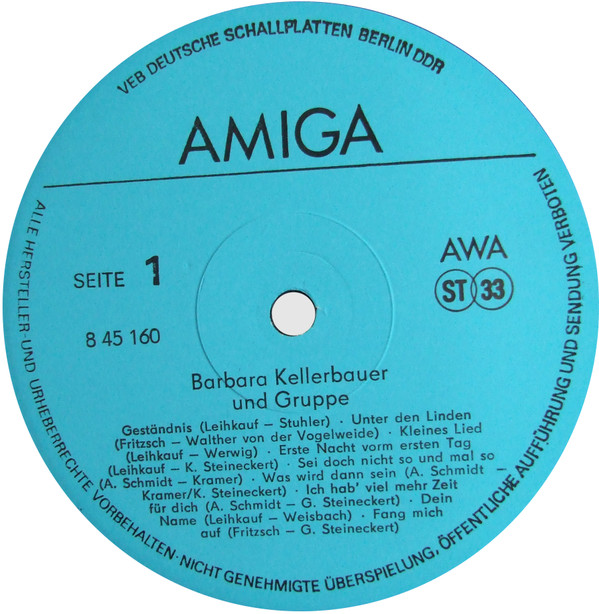 VEB DEUTSCHE SCHALLPLATTEN BERLIN DDR
AMIGA
SEITE 1
AWA
ST 33
8 45 160
Barbara Kellerbauer
und Gruppe
Geständnis (Leihkauf – Stuhler) · Unter den Linden
(Fritzsch – Walther von der Vogelweide) · Kleines Lied
(Leihkauf – Werwig) · Erste Nacht vorm ersten Tag
(Leihkauf – K. Steineckert) · Sei doch nicht so und mal so
(A. Schmidt – Kramer) · Was wird dann sein (A. Schmidt –
Kramer/K. Steineckert) · Ich hab' viel mehr Zeit
für dich (A. Schmidt – G. Steineckert) · Dein
Name (Leihkauf – Weisbach) · Fang mich
auf (Fritzsch – G. Steineckert)
ALLE HERSTELLER-UND URHEBERRECHTE VORBEHALTEN·NICHT GENEHMIGTE ÜBERSPIELUNG, ÖFFENTLICHE AUFFÜHRUNG UND SENDUNG VERBOTEN